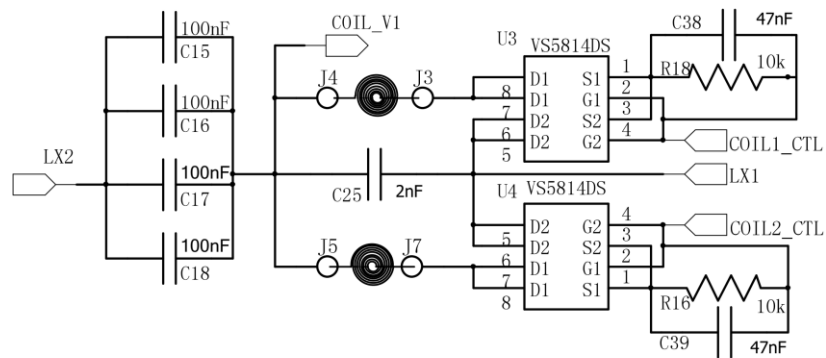 100nF
C15
100nF
C16
LX2
100nF
C17
100nF
C18
COIL_V1
J4
J3
C25
2nF
J5
J7
U3
VS5814DS
D1
S1
D1
G1
D2
S2
D2
G2
8
7
6
5
1
2
3
4
C38
47nF
R18
10k
COIL1_CTL
LX1
U4
VS5814DS
D2
G2
D2
S2
D1
G1
D1
S1
5
6
7
8
4
3
2
1
COIL2_CTL
R16
10k
C39
47nF